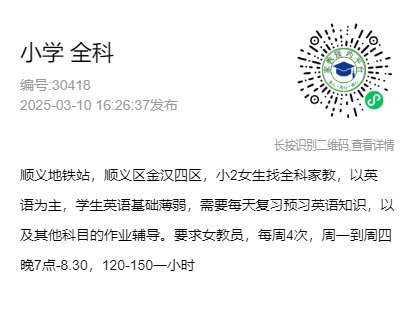 小学 全科
编号:30418
2025-03-10 16:26:37发布
长按识别二维码,查看详情
顺义地铁站，顺义区金汉四区，小2女生找全科家教，以英
语为主，学生英语基础薄弱，需要每天复习预习英语知识，以
及其他科目的作业辅导。要求女教员，每周4次，周一到周四
晚7点-8.30，120-150一小时